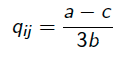 q_{ij} = \frac{a - c}{3b}